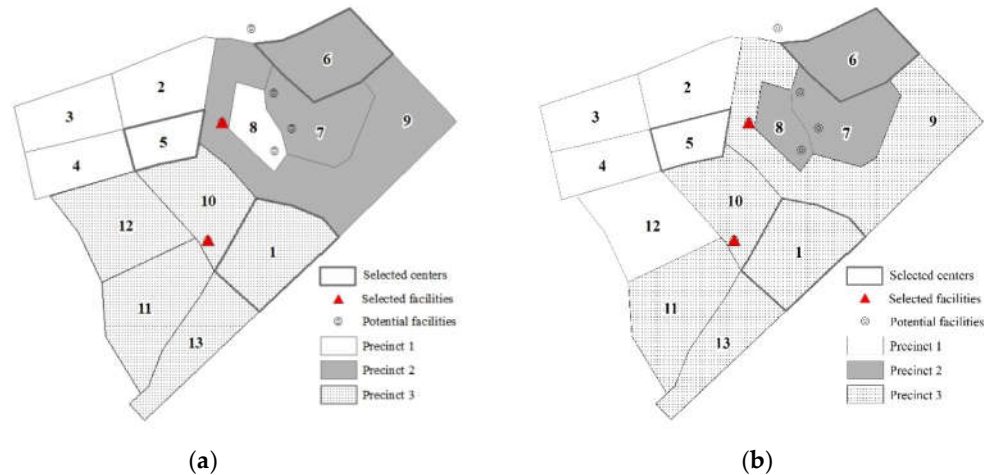 6
2
3
8
7
9
5
4
10
12
1
11
13
Selected centers
Selected facilities
Potential facilities
Precinct 1
Precinct 2
Precinct 3
(a)
6
2
3
8
7
9
5
4
10
12
1
11
13
Selected centers
Selected facilities
Potential facilities
Precinct 1
Precinct 2
Precinct 3
(b)